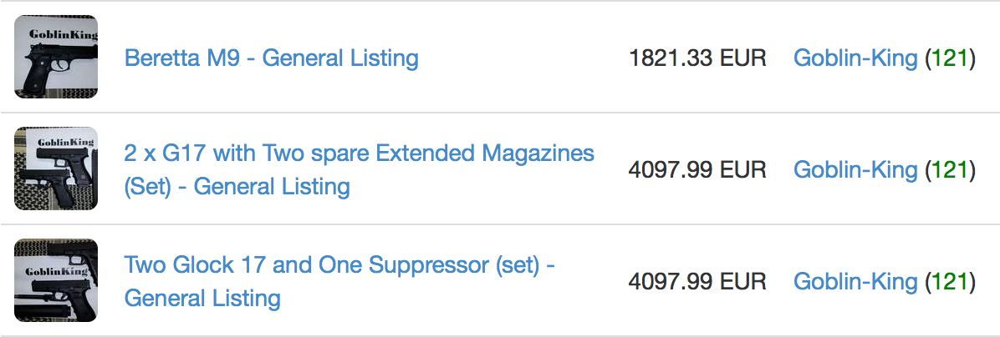 GoblinKing
Beretta M9 - General Listing
1821.33 EUR
Goblin-King (121)
GoblinKing
2 x G17 with Two spare Extended Magazines
(Set) - General Listing
4097.99 EUR
Goblin-King (121)
GoblinKing
Two Glock 17 and One Suppressor (set) -
General Listing
4097.99 EUR
Goblin-King (121)